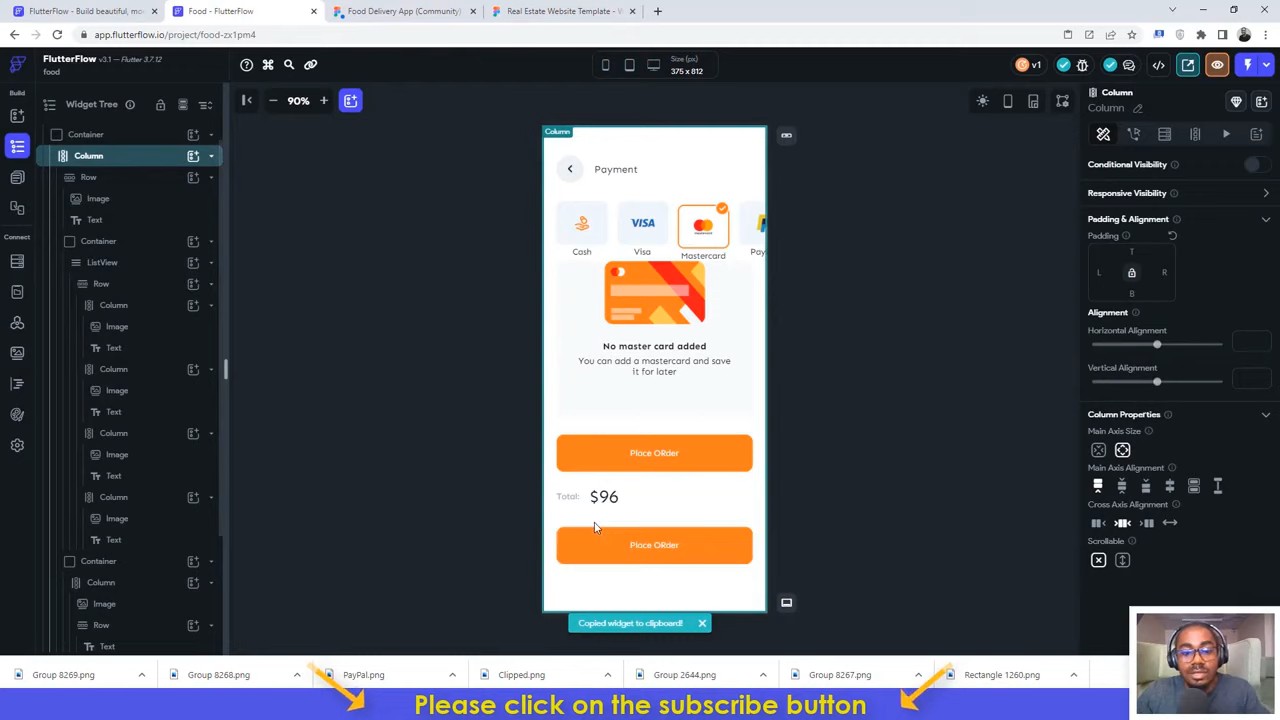 FlutterFlow - Build beautiful, mo
Food - FlutterFlow
Food Delivery App (Community)
Real Estate Website Template - W
app.flutterflow.io/project/food-zx1pm4
FlutterFlow v3.1 – Flutter 3.7.12
food
Size (px)
375 x 812
v1
Build
Connect
Widget Tree
90%
Container
Column
Row
Image
Text
Container
ListView
Row
Column
Image
Text
Column
Image
Text
Column
Image
Text
Column
Image
Text
Container
Column
Image
Row
Text
Column
Payment
Cash
Visa
Mastercard
Pay
VISA
mastercard
No master card added
You can add a mastercard and save
it for later
Place ORder
Total: $96
Place ORder
Copied widget to clipboard!
Column
Column
Conditional Visibility
Responsive Visibility
Padding & Alignment
Padding
T
L
R
B
Alignment
Horizontal Alignment
Vertical Alignment
Column Properties
Main Axis Size
Main Axis Alignment
Cross Axis Alignment
Scrollable
Group 8269.png
Group 8268.png
PayPal.png
Clipped.png
Group 2644.png
Group 8267.png
Rectangle 1260.png
Please click on the subscribe button